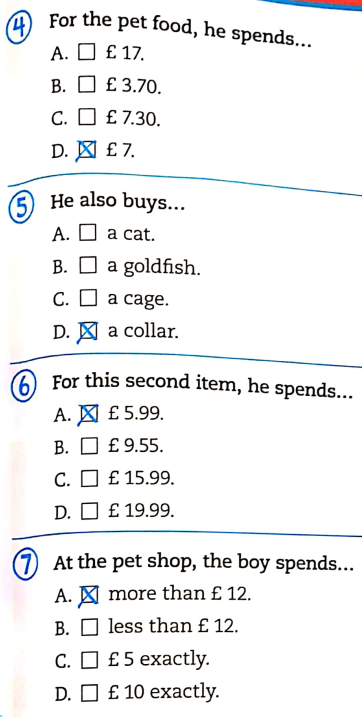 4 For the pet food, he spends...
A. ☐ £ 17.
B. ☐ £ 3.70.
C. ☐ £ 7.30.
D. ☒ £ 7.
5 He also buys...
A. ☐ a cat.
B. ☐ a goldfish.
C. ☐ a cage.
D. ☒ a collar.
6 For this second item, he spends...
A. ☒ £ 5.99.
B. ☐ £ 9.55.
C. ☐ £ 15.99.
D. ☐ £ 19.99.
7 At the pet shop, the boy spends...
A. ☒ more than £ 12.
B. ☐ less than £ 12.
C. ☐ £ 5 exactly.
D. ☐ £ 10 exactly.